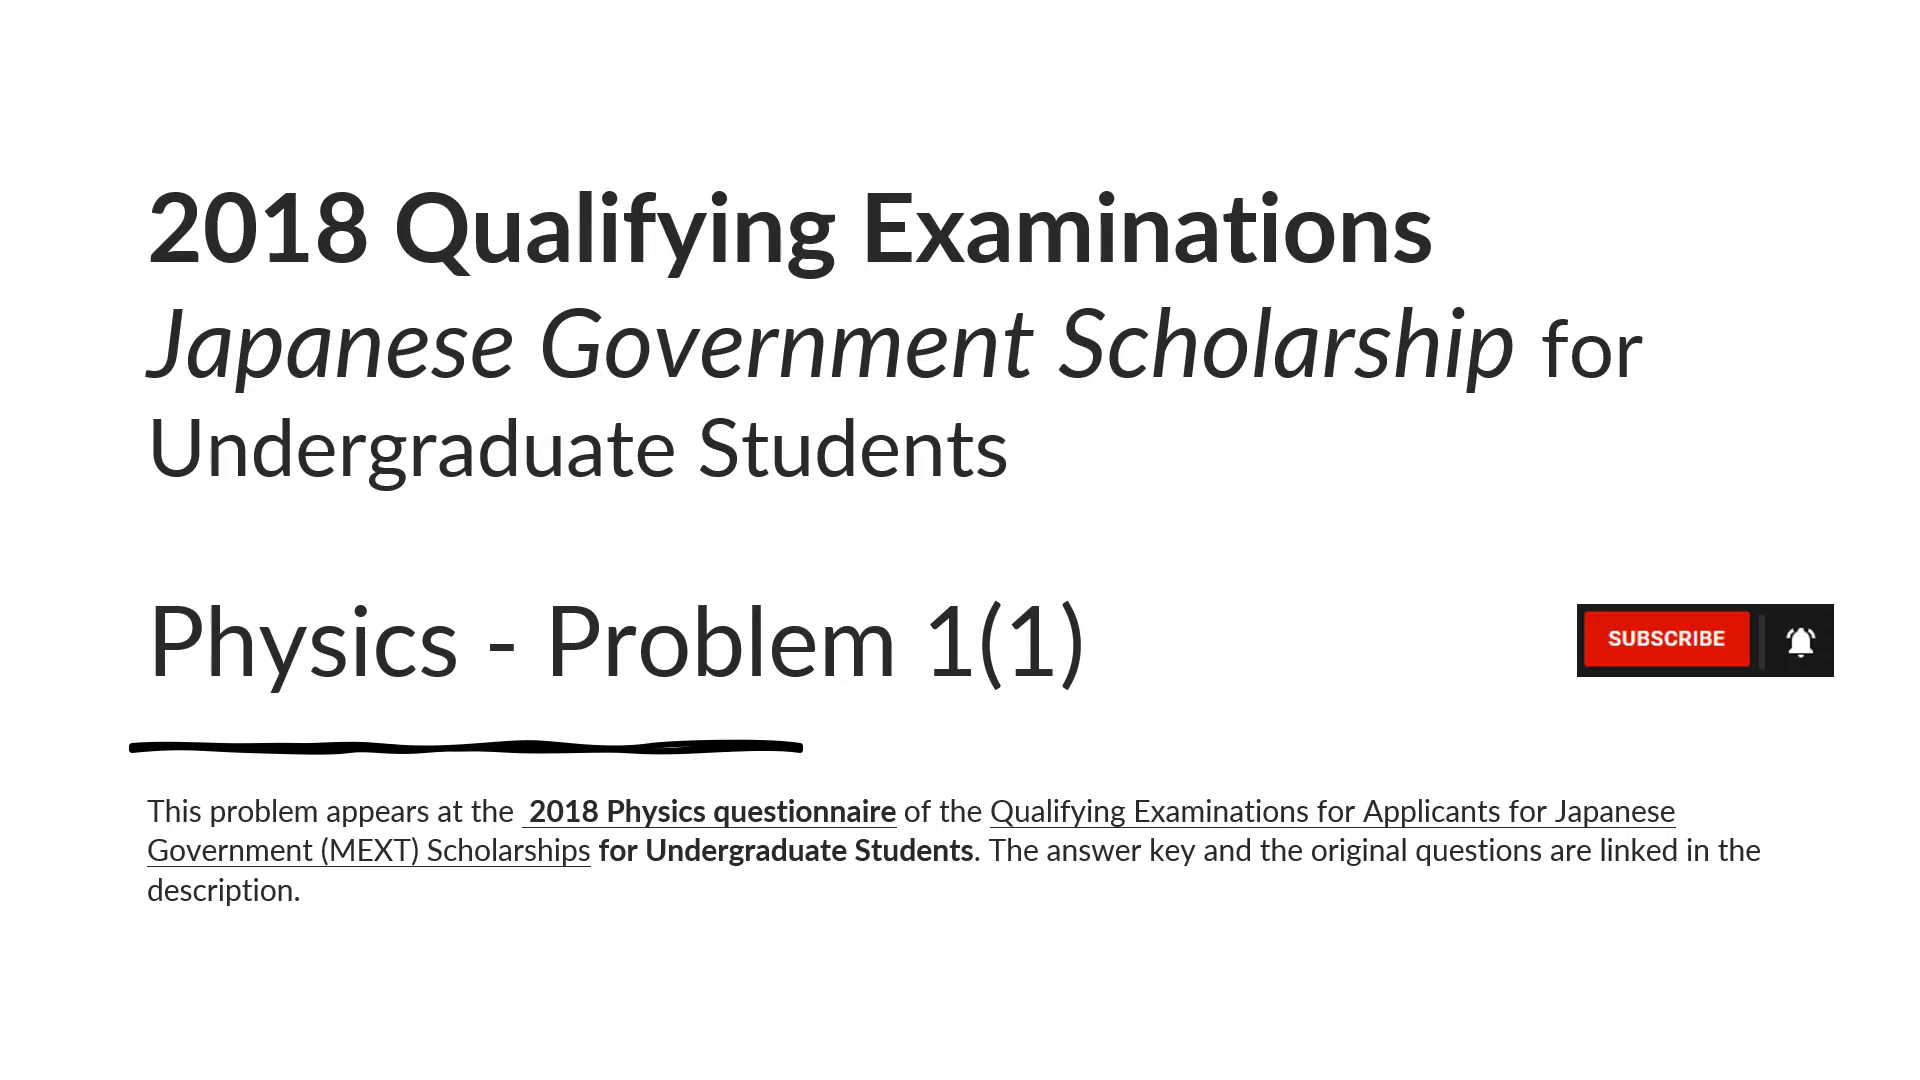 2018 Qualifying Examinations
Japanese Government Scholarship for
Undergraduate Students
Physics - Problem 1(1)
SUBSCRIBE
This problem appears at the 2018 Physics questionnaire of the Qualifying Examinations for Applicants for Japanese
Government (MEXT) Scholarships for Undergraduate Students. The answer key and the original questions are linked in the
description.